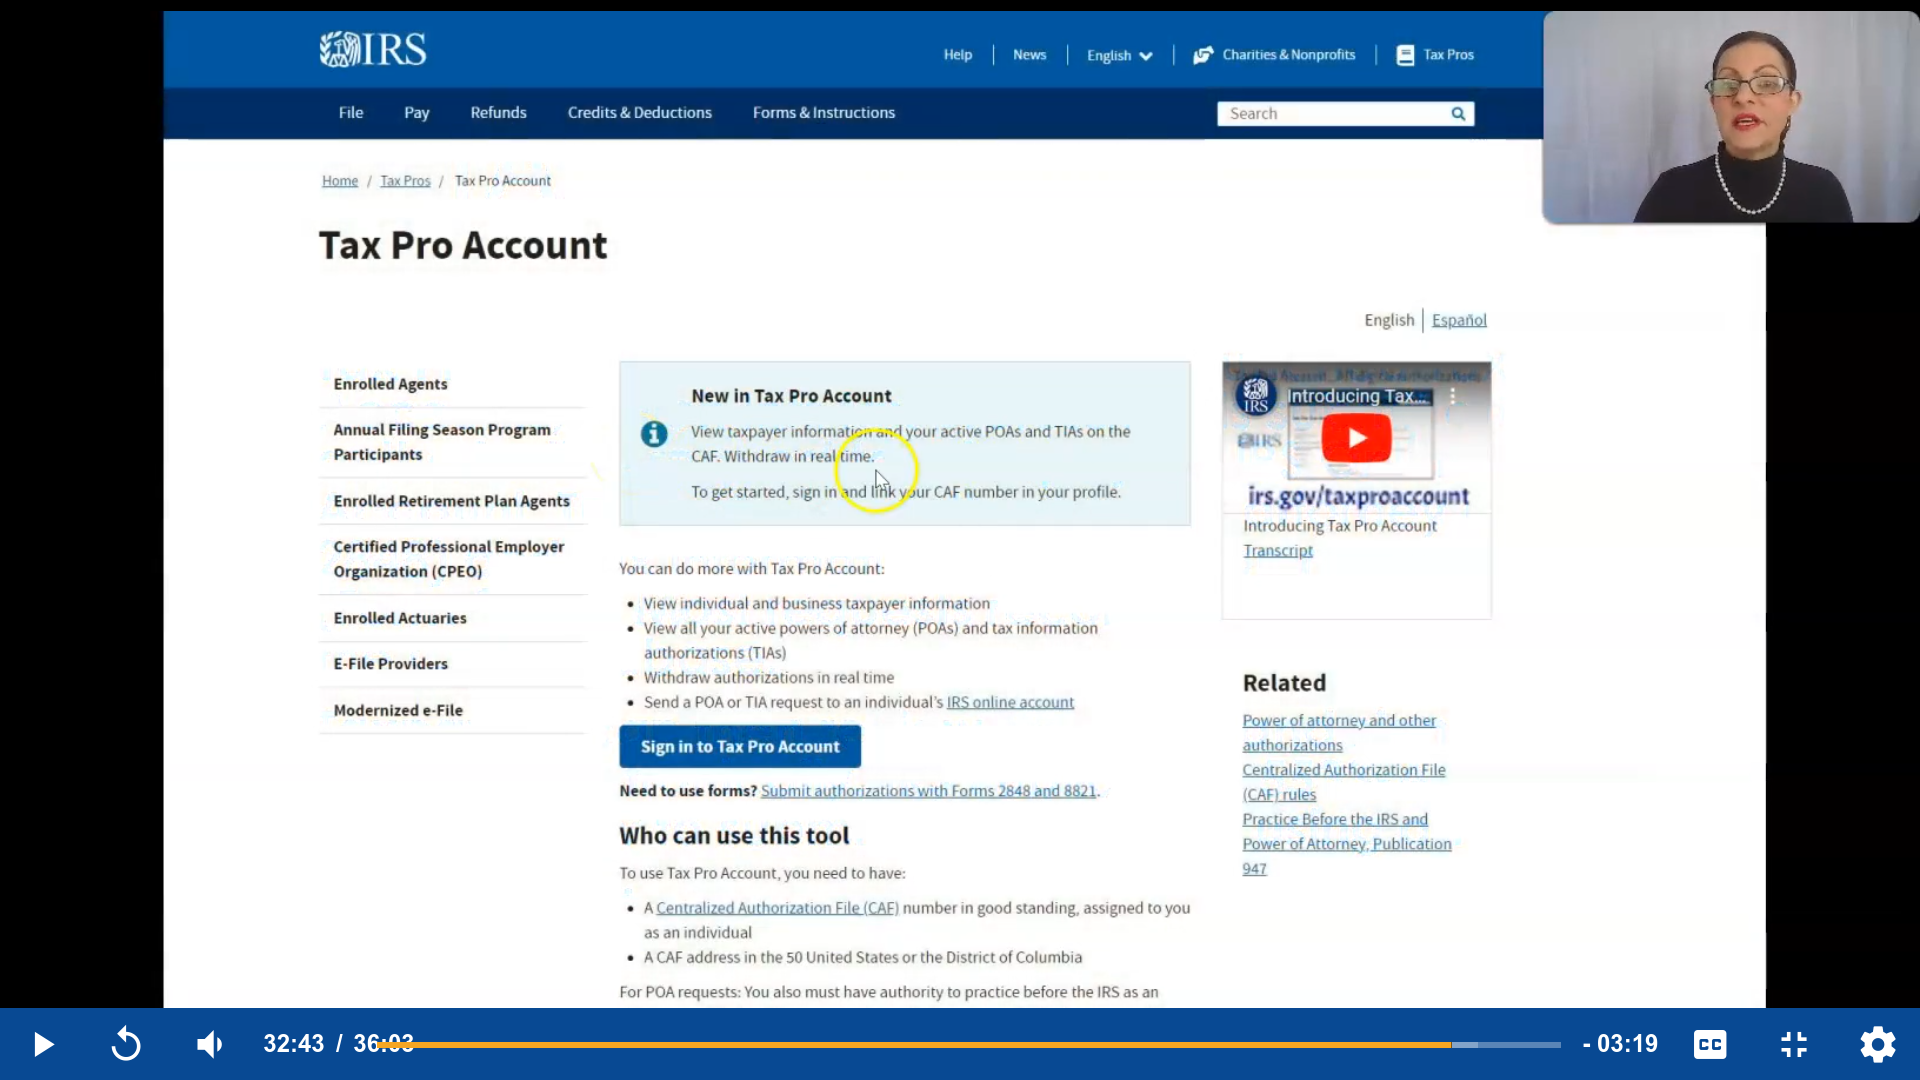 IRS
Help
News
English
Charities & Nonprofits
Tax Pros
File
Pay
Refunds
Credits & Deductions
Forms & Instructions
Search
Home / Tax Pros / Tax Pro Account
Tax Pro Account
English
Español
Enrolled Agents
Annual Filing Season Program
Participants
Enrolled Retirement Plan Agents
Certified Professional Employer
Organization (CPEO)
Enrolled Actuaries
E-File Providers
Modernized e-File
New in Tax Pro Account
View taxpayer information and your active POAs and TIAs on the
CAF. Withdraw in real time.
To get started, sign in and link your CAF number in your profile.
You can do more with Tax Pro Account:
• View individual and business taxpayer information
• View all your active powers of attorney (POAs) and tax information
authorizations (TIAs)
• Withdraw authorizations in real time
• Send a POA or TIA request to an individual's IRS online account
Sign in to Tax Pro Account
Need to use forms? Submit authorizations with Forms 2848 and 8821.
Who can use this tool
To use Tax Pro Account, you need to have:
• A Centralized Authorization File (CAF) number in good standing, assigned to you
as an individual
• A CAF address in the 50 United States or the District of Columbia
For POA requests: You also must have authority to practice before the IRS as an
IRS
Introducing Tax...
IRS
irs.gov/taxproaccount
Introducing Tax Pro Account
Transcript
Related
Power of attorney and other
authorizations
Centralized Authorization File
(CAF) rules
Practice Before the IRS and
Power of Attorney, Publication
947
32:43 / 36:03
- 03:19
CC